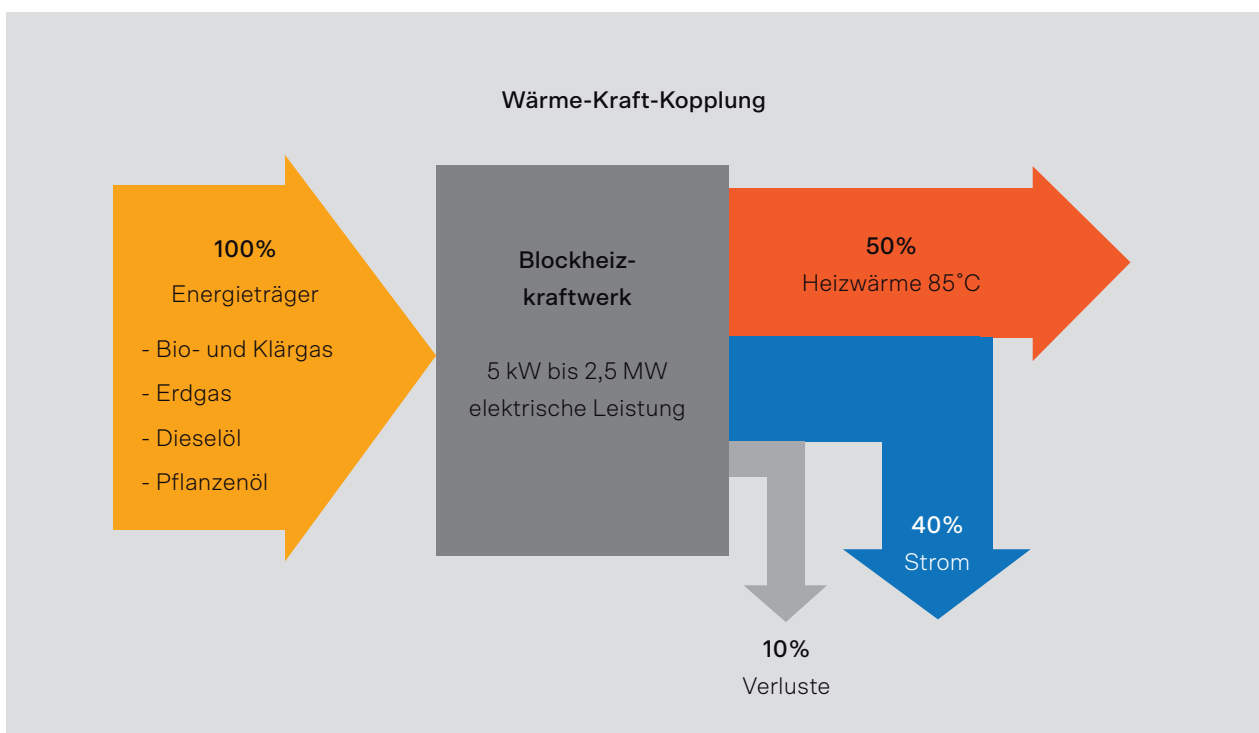 Wärme-Kraft-Kopplung
100%
Energieträger
- Bio- und Klärgas
- Erdgas
- Dieselöl
- Pflanzenöl
Blockheiz-
kraftwerk
5 kW bis 2,5 MW
elektrische Leistung
50%
Heizwärme 85˚C
40%
Strom
10%
Verluste